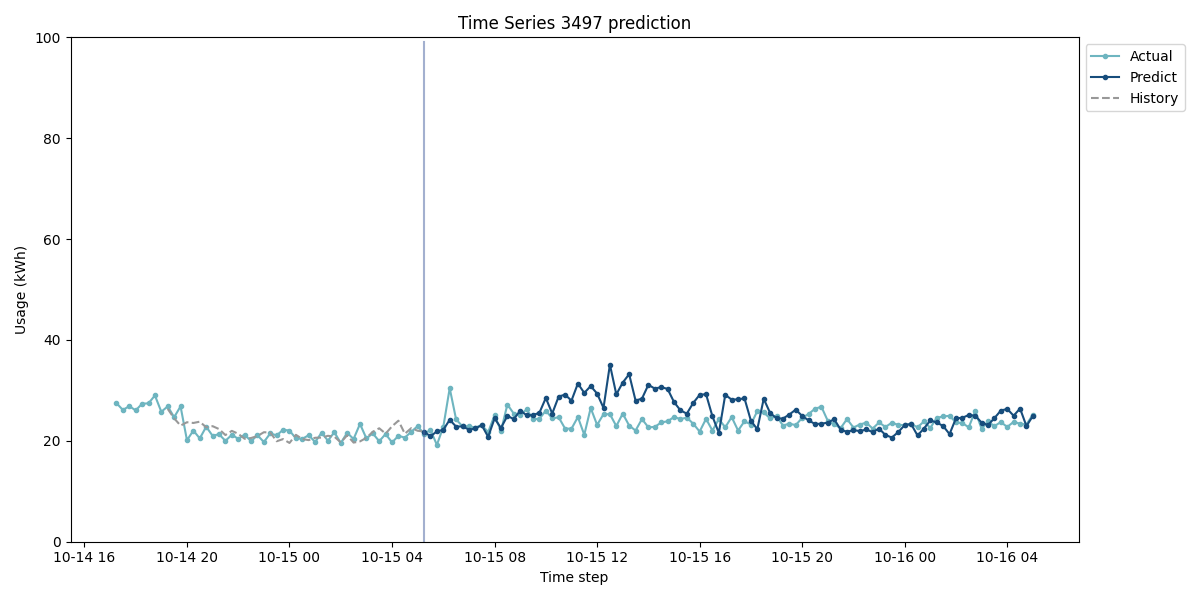 Time Series 3497 prediction
100
80
60
40
20
0
Usage (kWh)
10-14 16
10-14 20
10-15 00
10-15 04
10-15 08
10-15 12
10-15 16
10-15 20
10-16 00
10-16 04
Time step
Actual
Predict
History